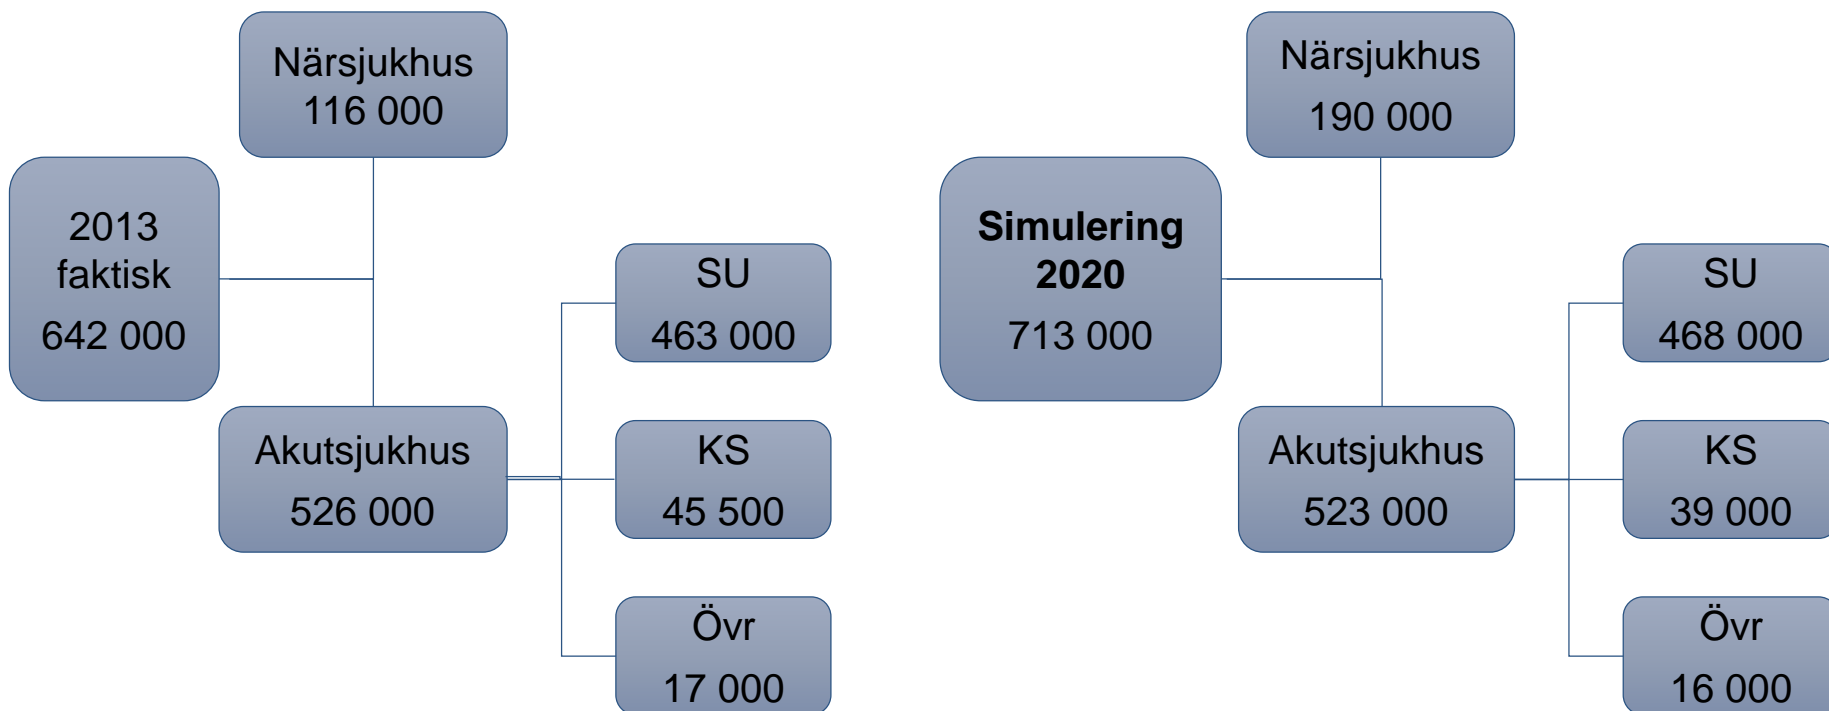 Närsjukhus
116 000
2013
faktisk
642 000
Akutsjukhus
526 000
SU
463 000
KS
45 500
Övr
17 000
Närsjukhus
190 000
Simulering
2020
713 000
Akutsjukhus
523 000
SU
468 000
KS
39 000
Övr
16 000